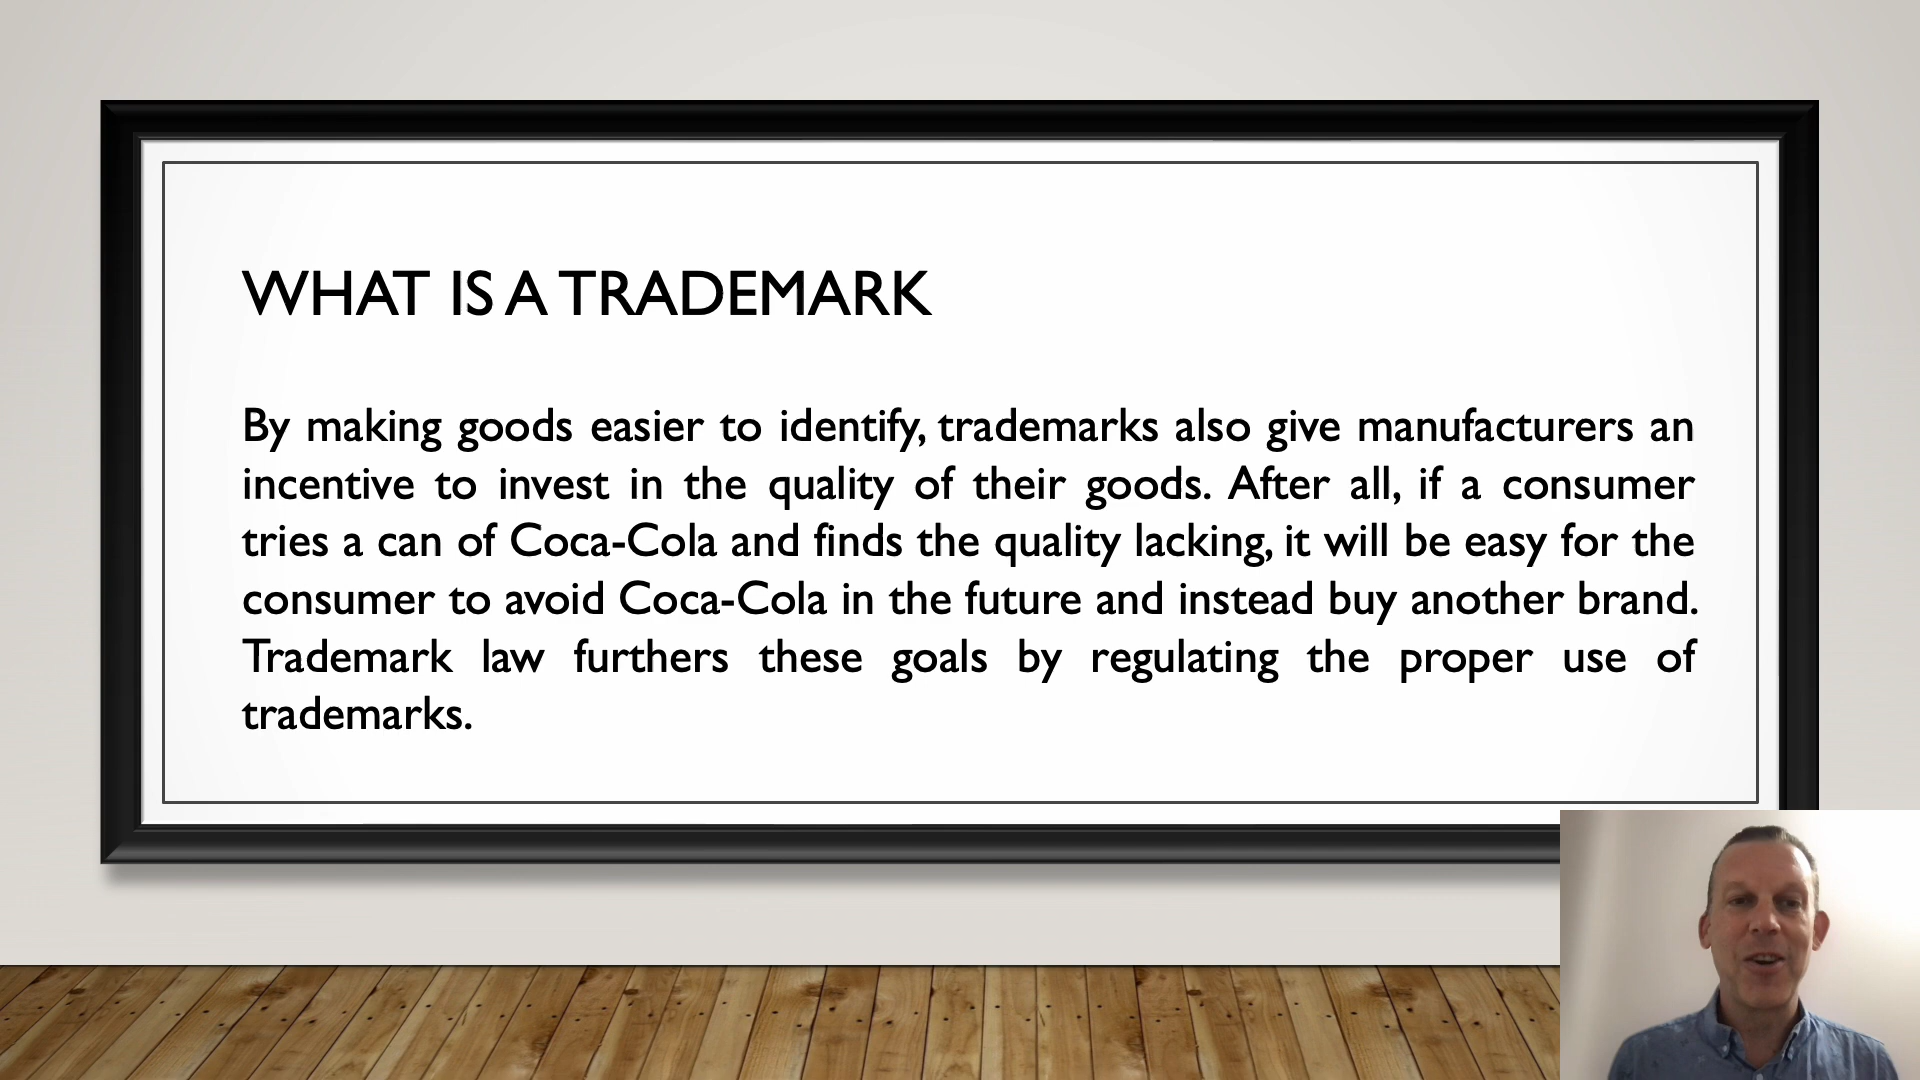 WHAT IS A TRADEMARK
By making goods easier to identify, trademarks also give manufacturers an
incentive to invest in the quality of their goods. After all, if a consumer
tries a can of Coca-Cola and finds the quality lacking, it will be easy for the
consumer to avoid Coca-Cola in the future and instead buy another brand.
Trademark law furthers these goals by regulating the proper use of
trademarks.